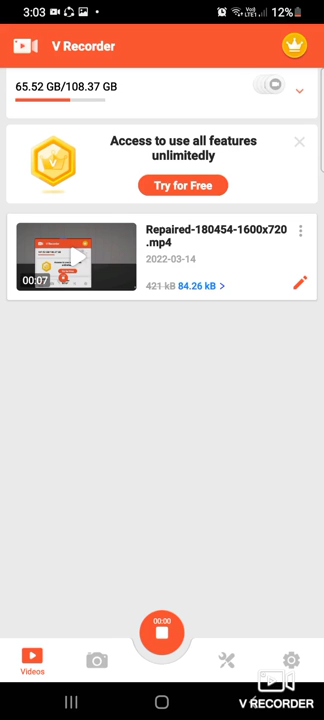 3:03
12%
V Recorder
65.52 GB/108.37 GB
Access to use all features
unlimitedly
Try for Free
Repaired-180454-1600x720
.mp4
2022-03-14
00:07
421 kB 84.26 kB >
00:00
Videos
V RECORDER